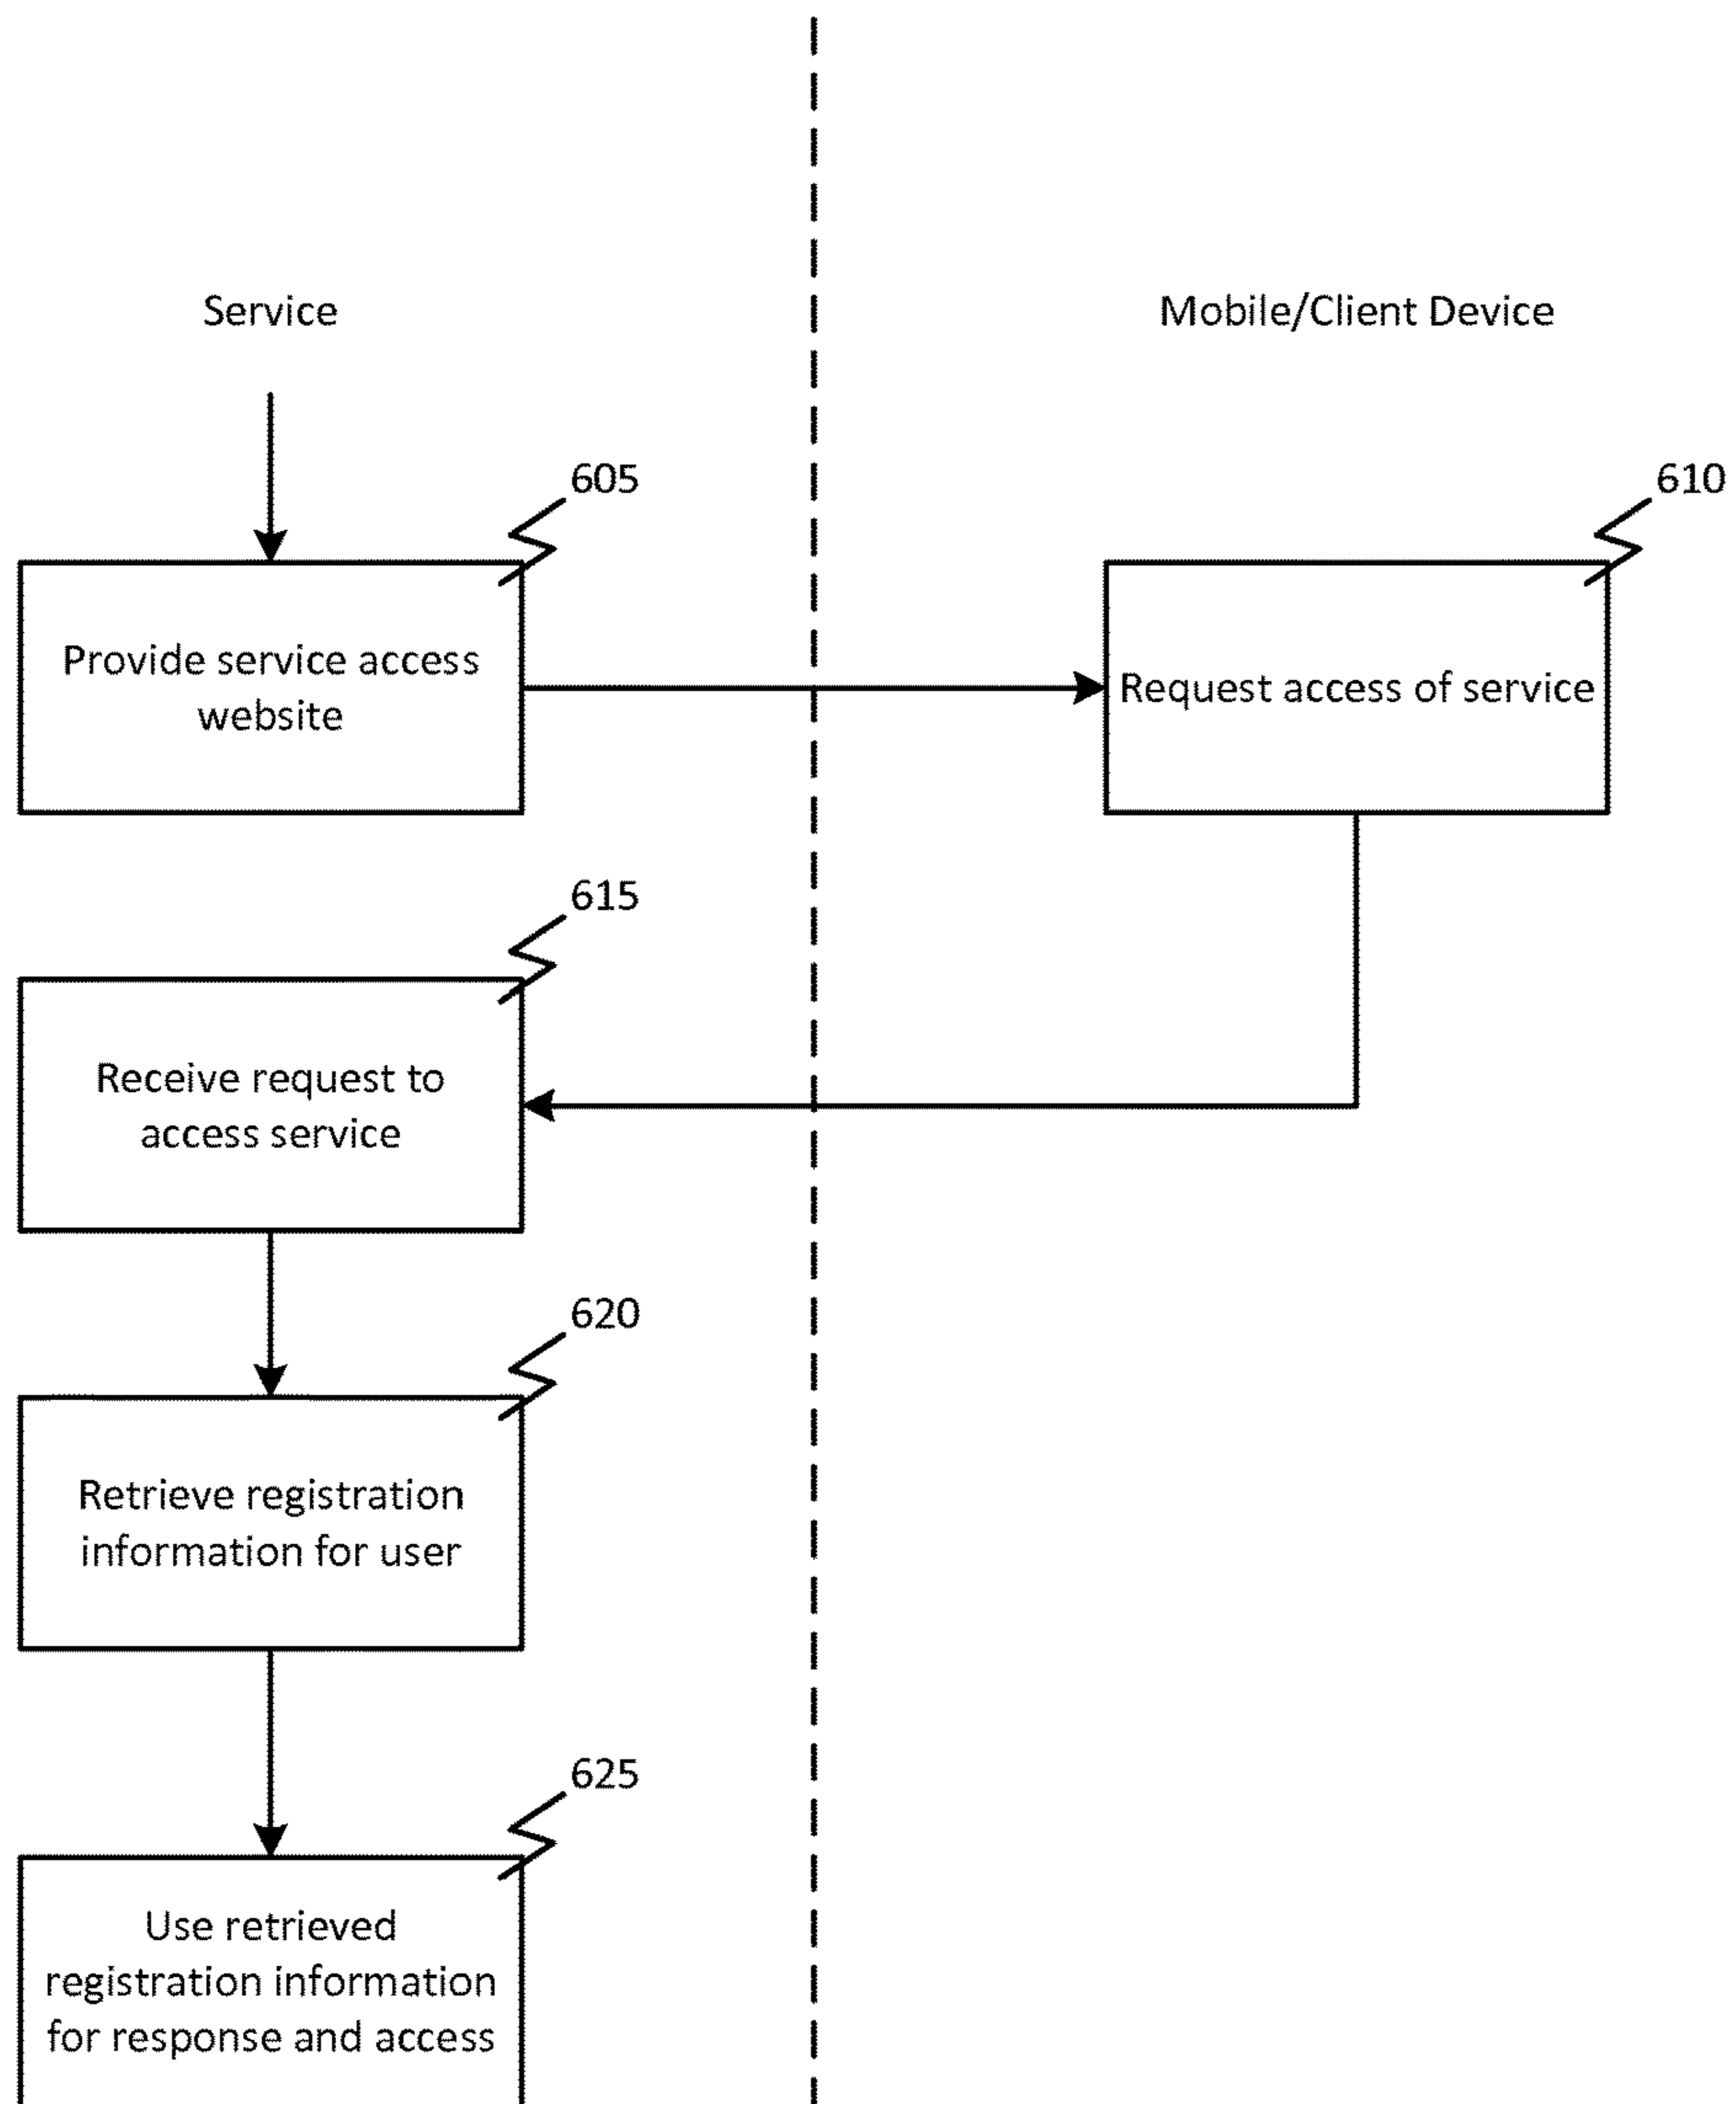 Service
Mobile/Client Device
605
610
Provide service access
website
Request access of service
615
Receive request to
access service
620
Retrieve registration
information for user
625
Use retrieved
registration information
for response and access